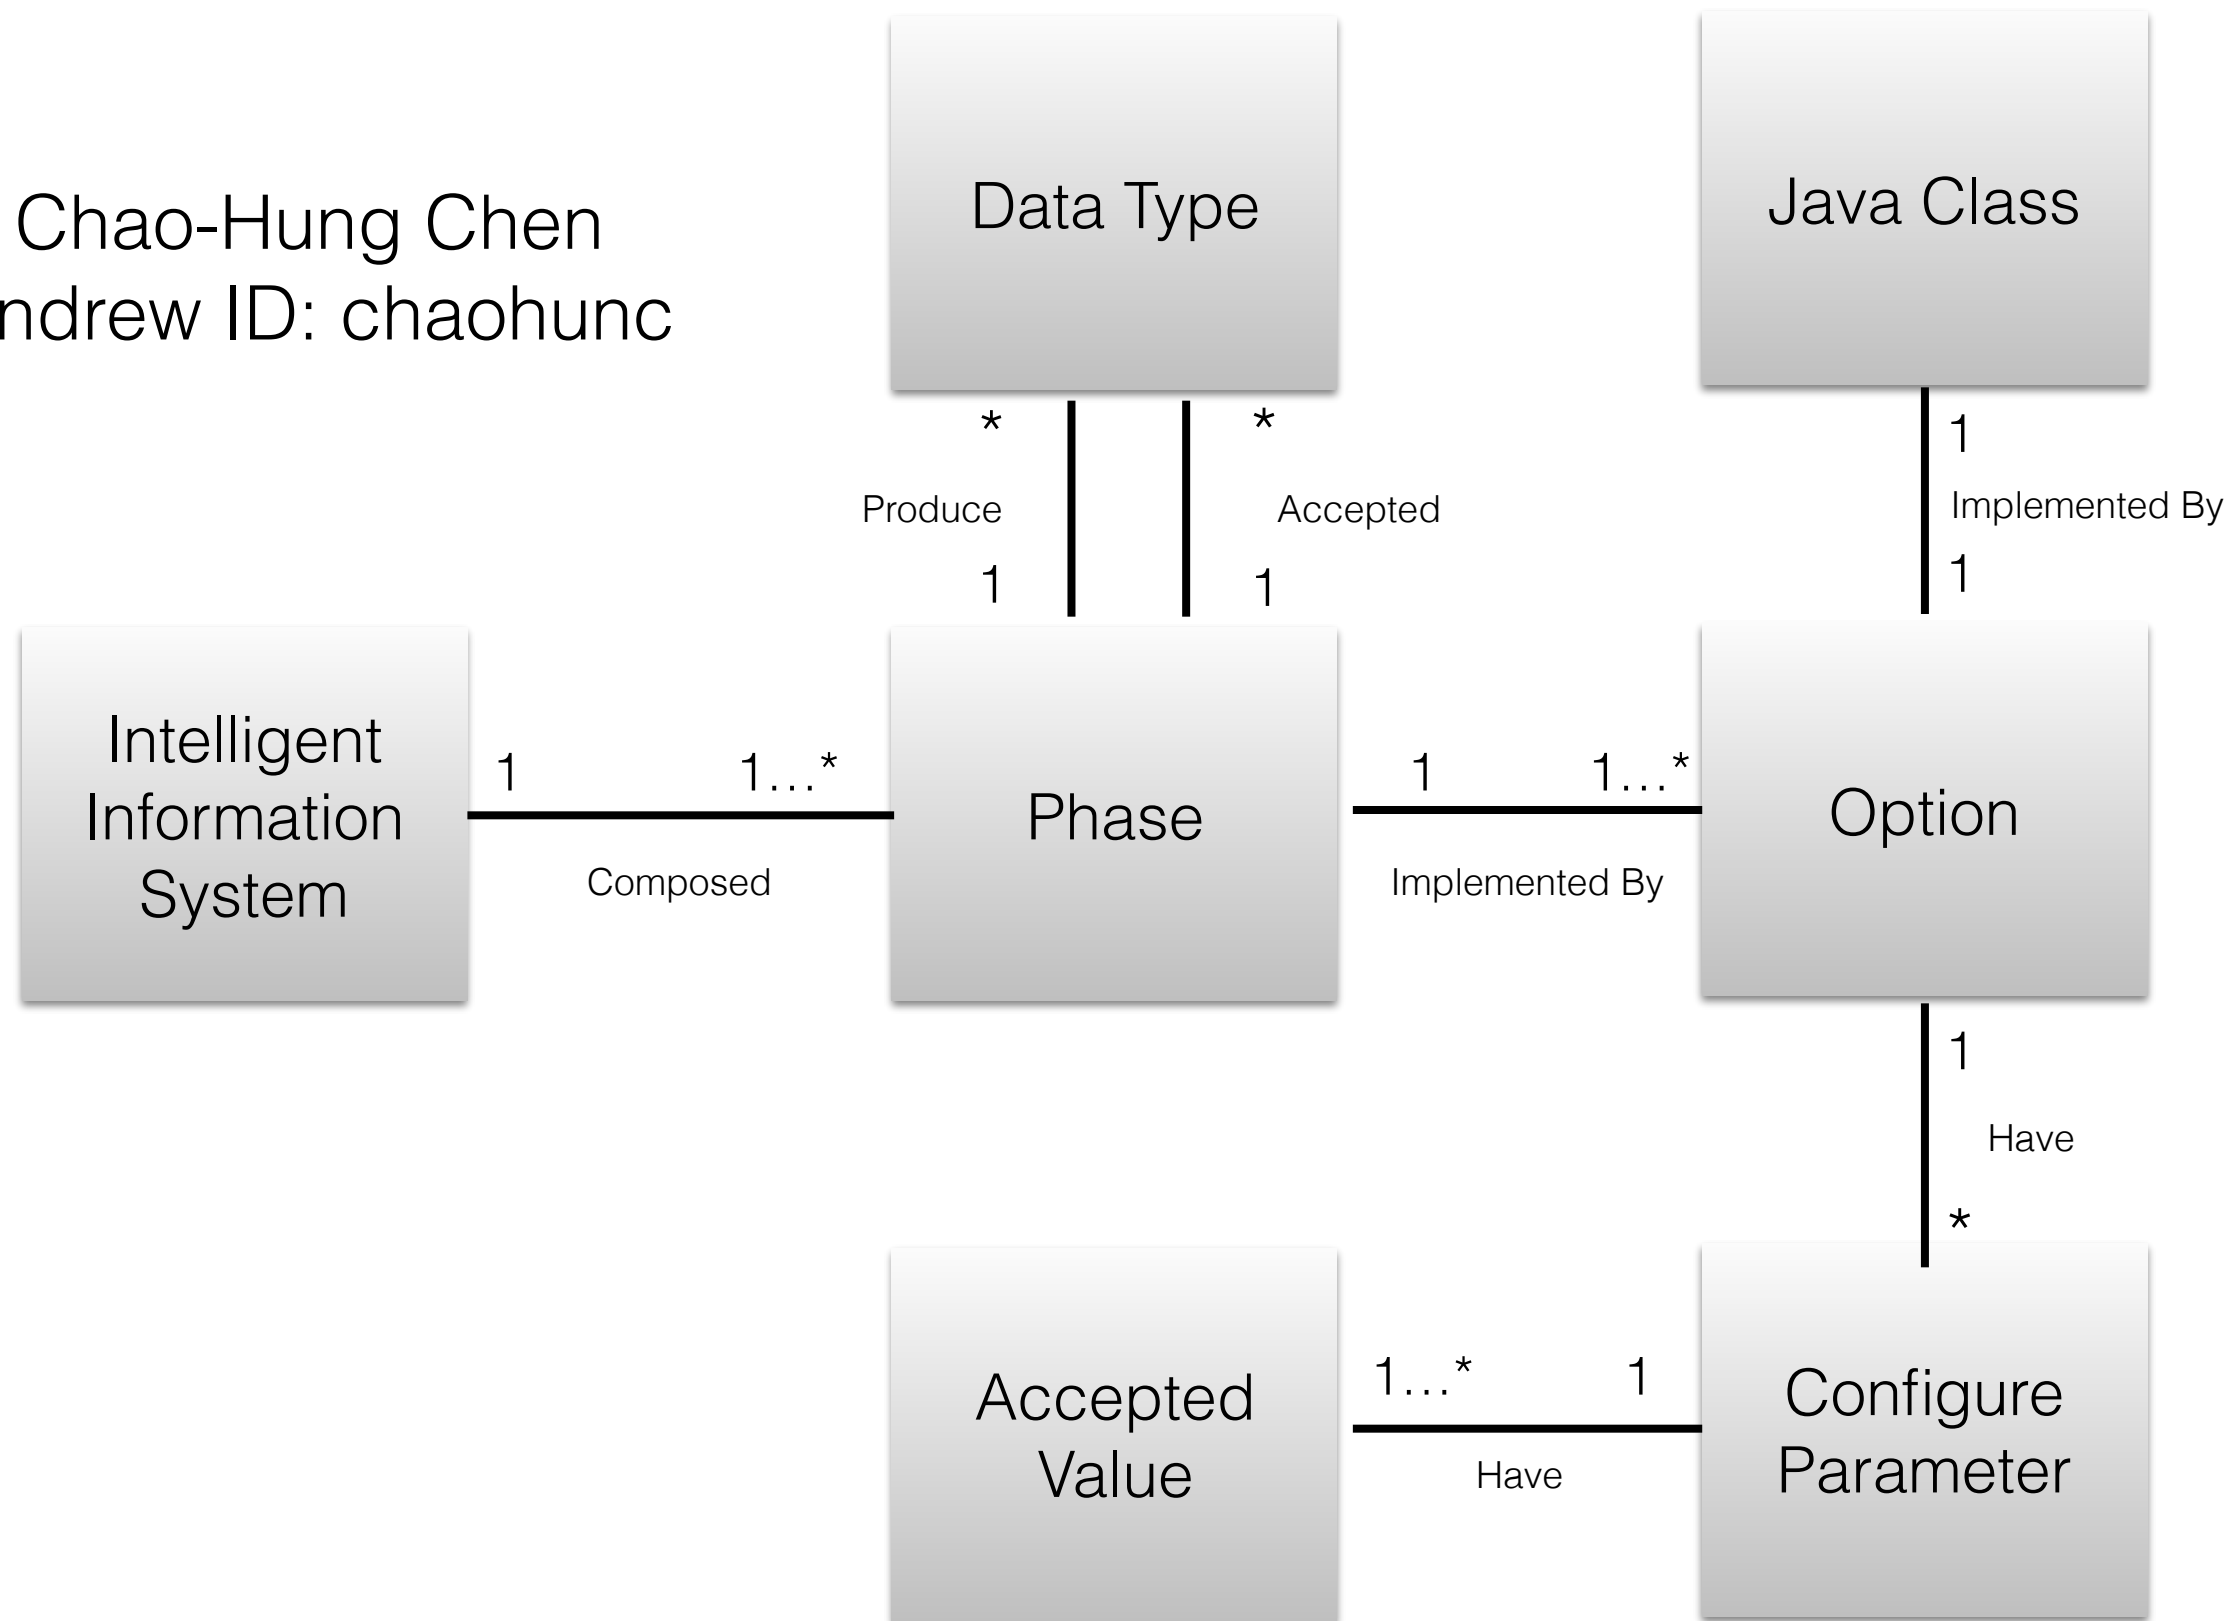 Chao-Hung Chen
ndrew ID: chaohunc
Data Type
Java Class
*
*
1
Produce
Accepted
Implemented By
1
1
1
Intelligent
Information
System
1
1...*
Composed
Phase
1
1...*
Implemented By
Option
1
Have
*
Accepted
Value
1...*
1
Have
Configure
Parameter